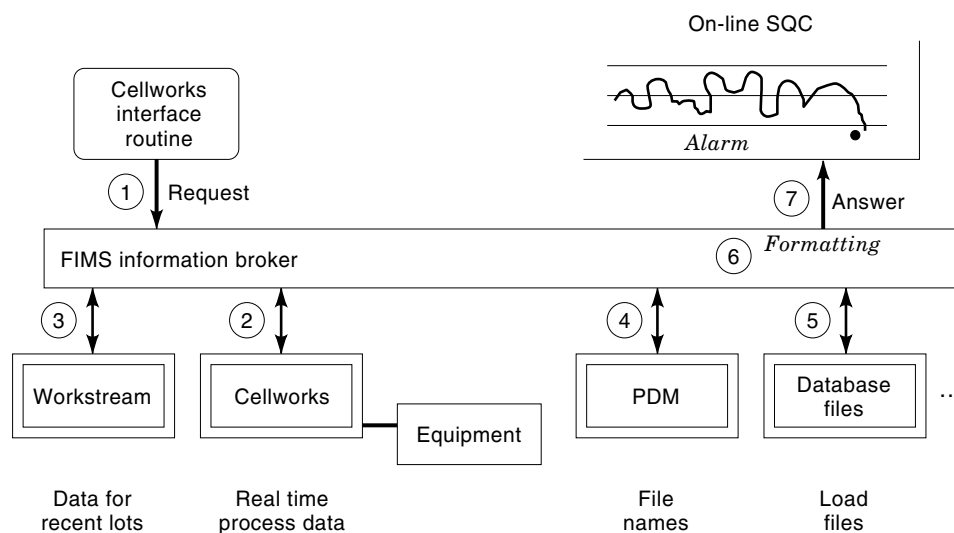 On-line SQC
Cellworks
interface
routine
Alarm
1
Request
7
Answer
Formatting
6
FIMS information broker
3
2
4
5
Workstream
Cellworks
PDM
Database
files
...
Equipment
Data for
recent lots
Real time
process data
File
names
Load
files